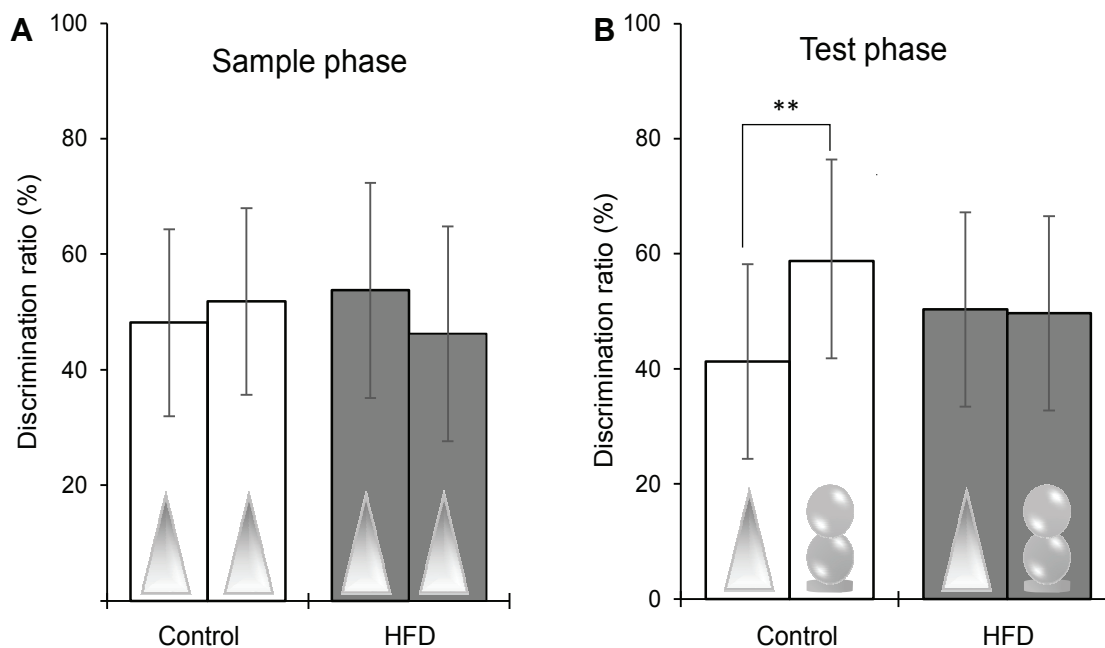 A
Sample phase
Discrimination ratio (%)
100
80
60
40
20
Control
HFD
B
Test phase
Discrimination ratio (%)
100
80
60
40
20
0
**
Control
HFD